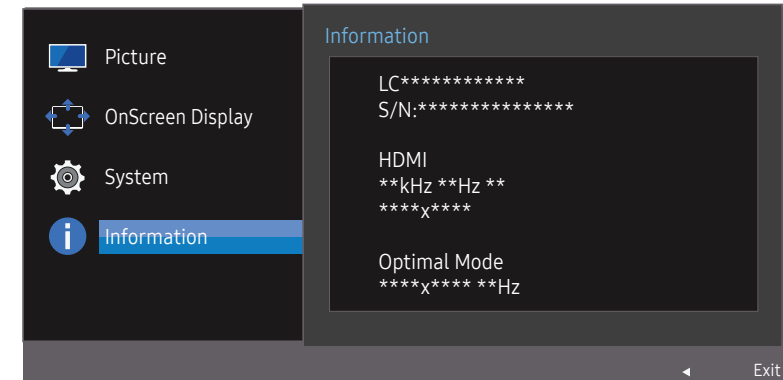 Picture
OnScreen Display
System
Information
Information
LC************
S/N:***************
HDMI
**kHz **Hz **
****x****
Optimal Mode
****x**** **Hz
Exit